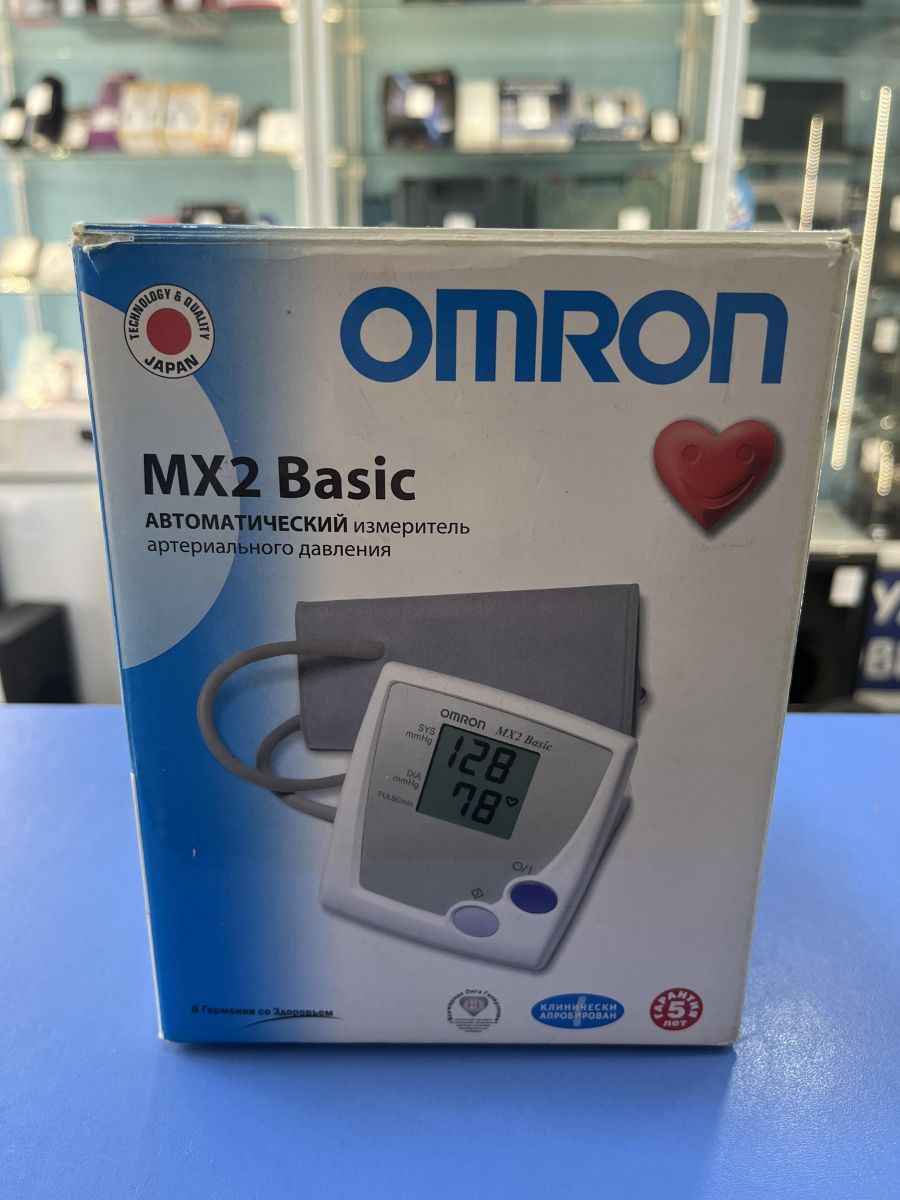 TECHNOLOGY & QUALITY
JAPAN
OMRON
MX2 Basic
АВТОМАТИЧЕСКИЙ измеритель
артериального давления
OMRON
MX2 Basic
SYS
mmHg
128
DIA
mmHg
78
PULSE/min
O/I
В Гармонии со Здоровьем
КЛИНИЧЕСКИ
АПРОБИРОВАН
ГАРАНТИЯ
5
лет